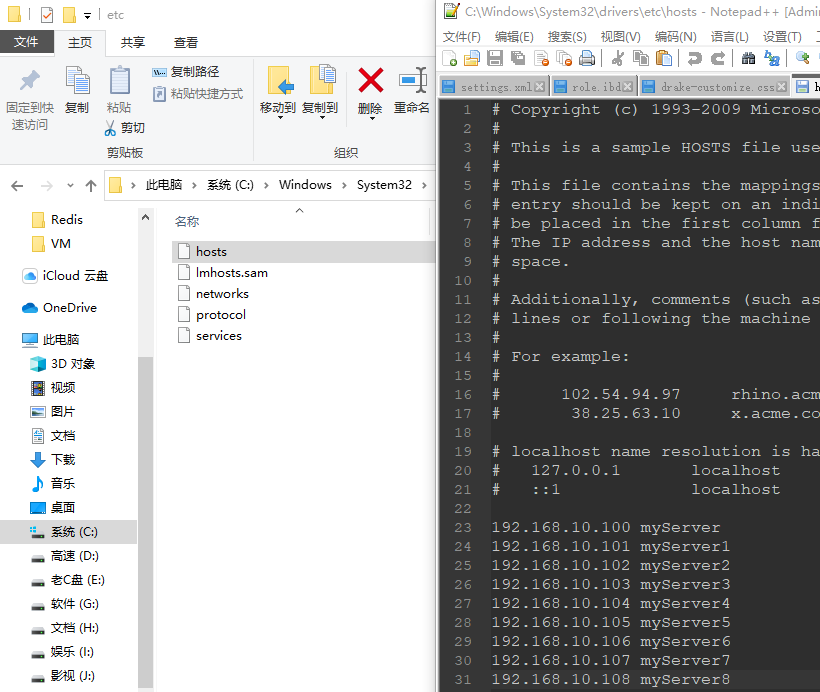 etc
文件 主页 共享 查看
固定到快速访问
复制
粘贴
复制路径
粘贴快捷方式
剪切
剪贴板
移动到
复制到
删除
重命名
组织
此电脑 系统 (C:) Windows System32
Redis
VM
iCloud 云盘
OneDrive
此电脑
3D 对象
视频
图片
文档
下载
音乐
桌面
系统 (C:)
高速 (D:)
老C盘 (E:)
软件 (G:)
文档 (H:)
娱乐 (I:)
影视 (J:)
名称
hosts
lmhosts.sam
networks
protocol
services
C:\Windows\System32\drivers\etc\hosts - Notepad++ [Admi
文件(F) 编辑(E) 搜索(S) 视图(V) 编码(N) 语言(L) 设置(T)
settings.xml role.ibd drake-customize.css h
1 # Copyright (c) 1993-2009 Microso
2 #
3 # This is a sample HOSTS file use
4 #
5 # This file contains the mappings
6 # entry should be kept on an indi
7 # be placed in the first column f
8 # The IP address and the host nam
9 # space.
10 #
11 # Additionally, comments (such as
12 # lines or following the machine
13 #
14 # For example:
15 #
16 # 102.54.94.97 rhino.acm
17 # 38.25.63.10 x.acme.co
18
19 # localhost name resolution is ha
20 # 127.0.0.1 localhost
21 # ::1 localhost
22
23 192.168.10.100 myServer
24 192.168.10.101 myServer1
25 192.168.10.102 myServer2
26 192.168.10.103 myServer3
27 192.168.10.104 myServer4
28 192.168.10.105 myServer5
29 192.168.10.106 myServer6
30 192.168.10.107 myServer7
31 192.168.10.108 myServer8